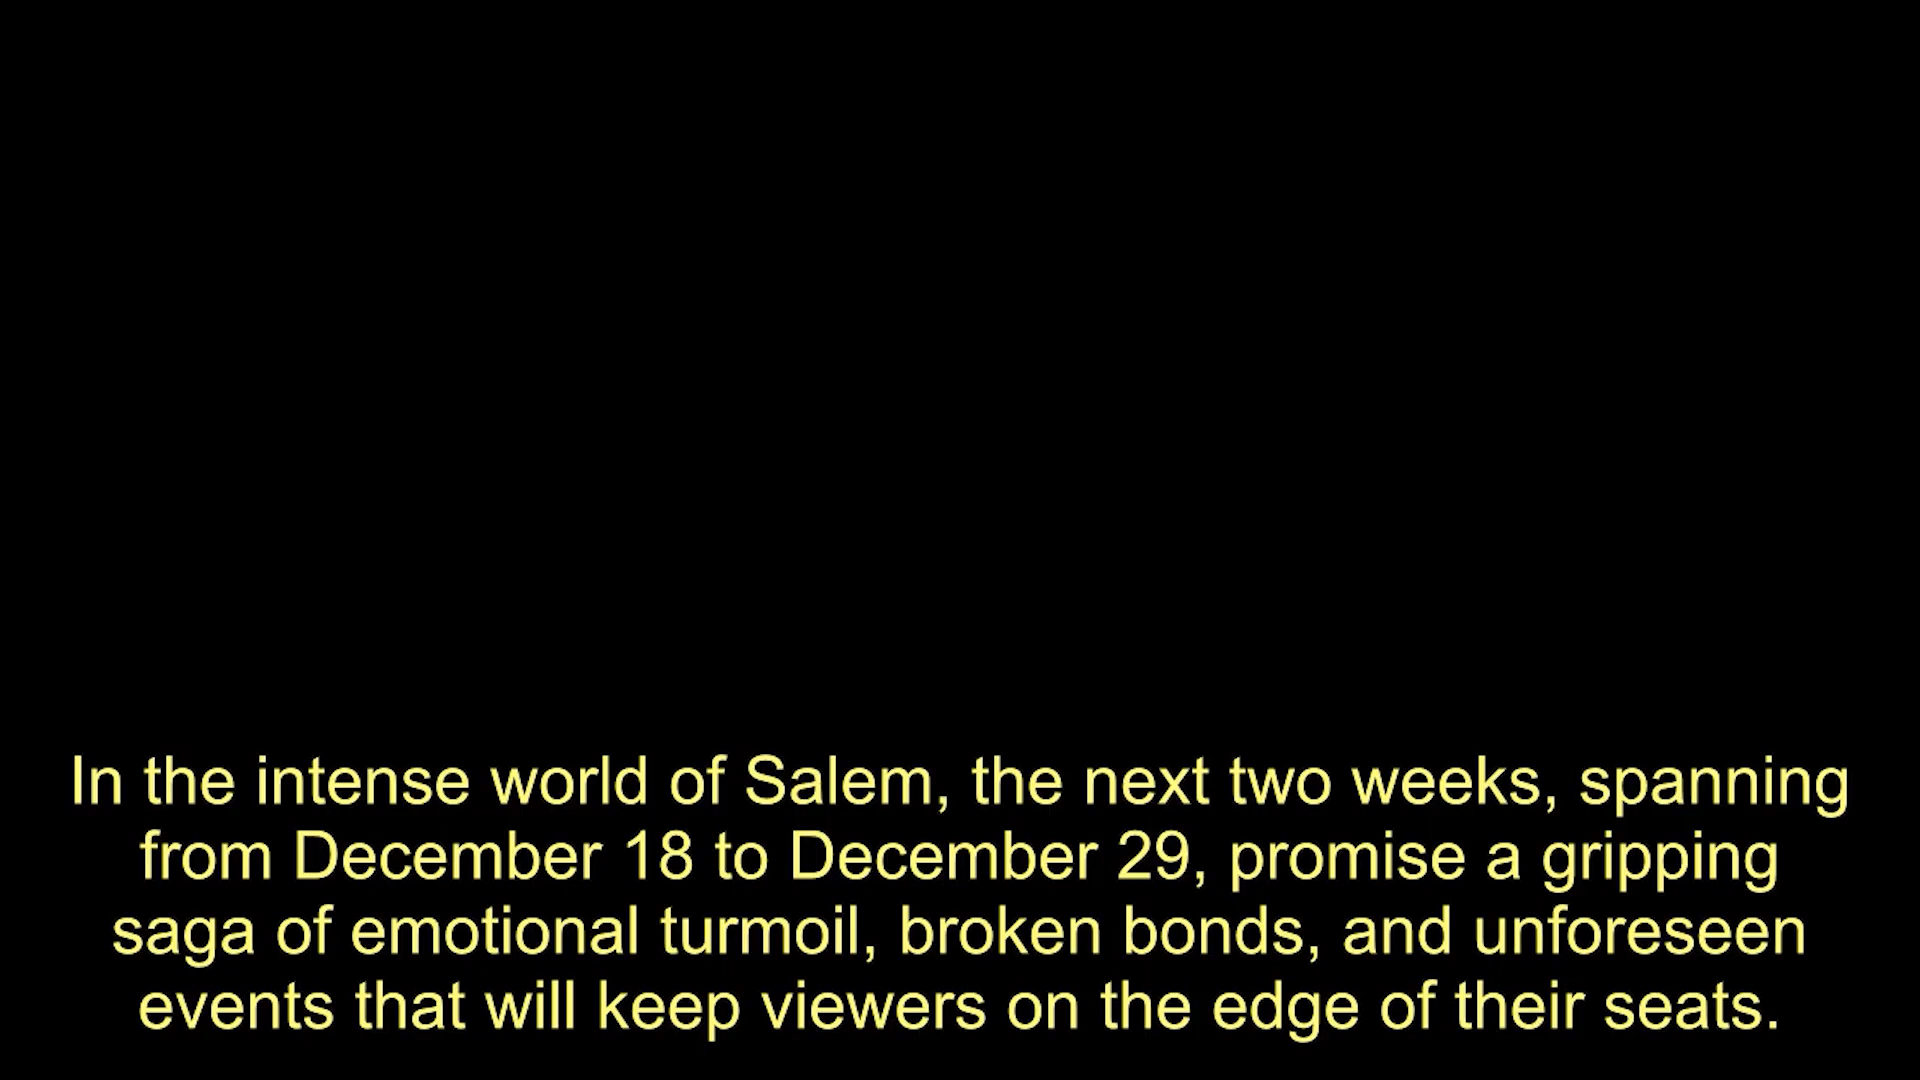 In the intense world of Salem, the next two weeks, spanning
from December 18 to December 29, promise a gripping
saga of emotional turmoil, broken bonds, and unforeseen
events that will keep viewers on the edge of their seats.